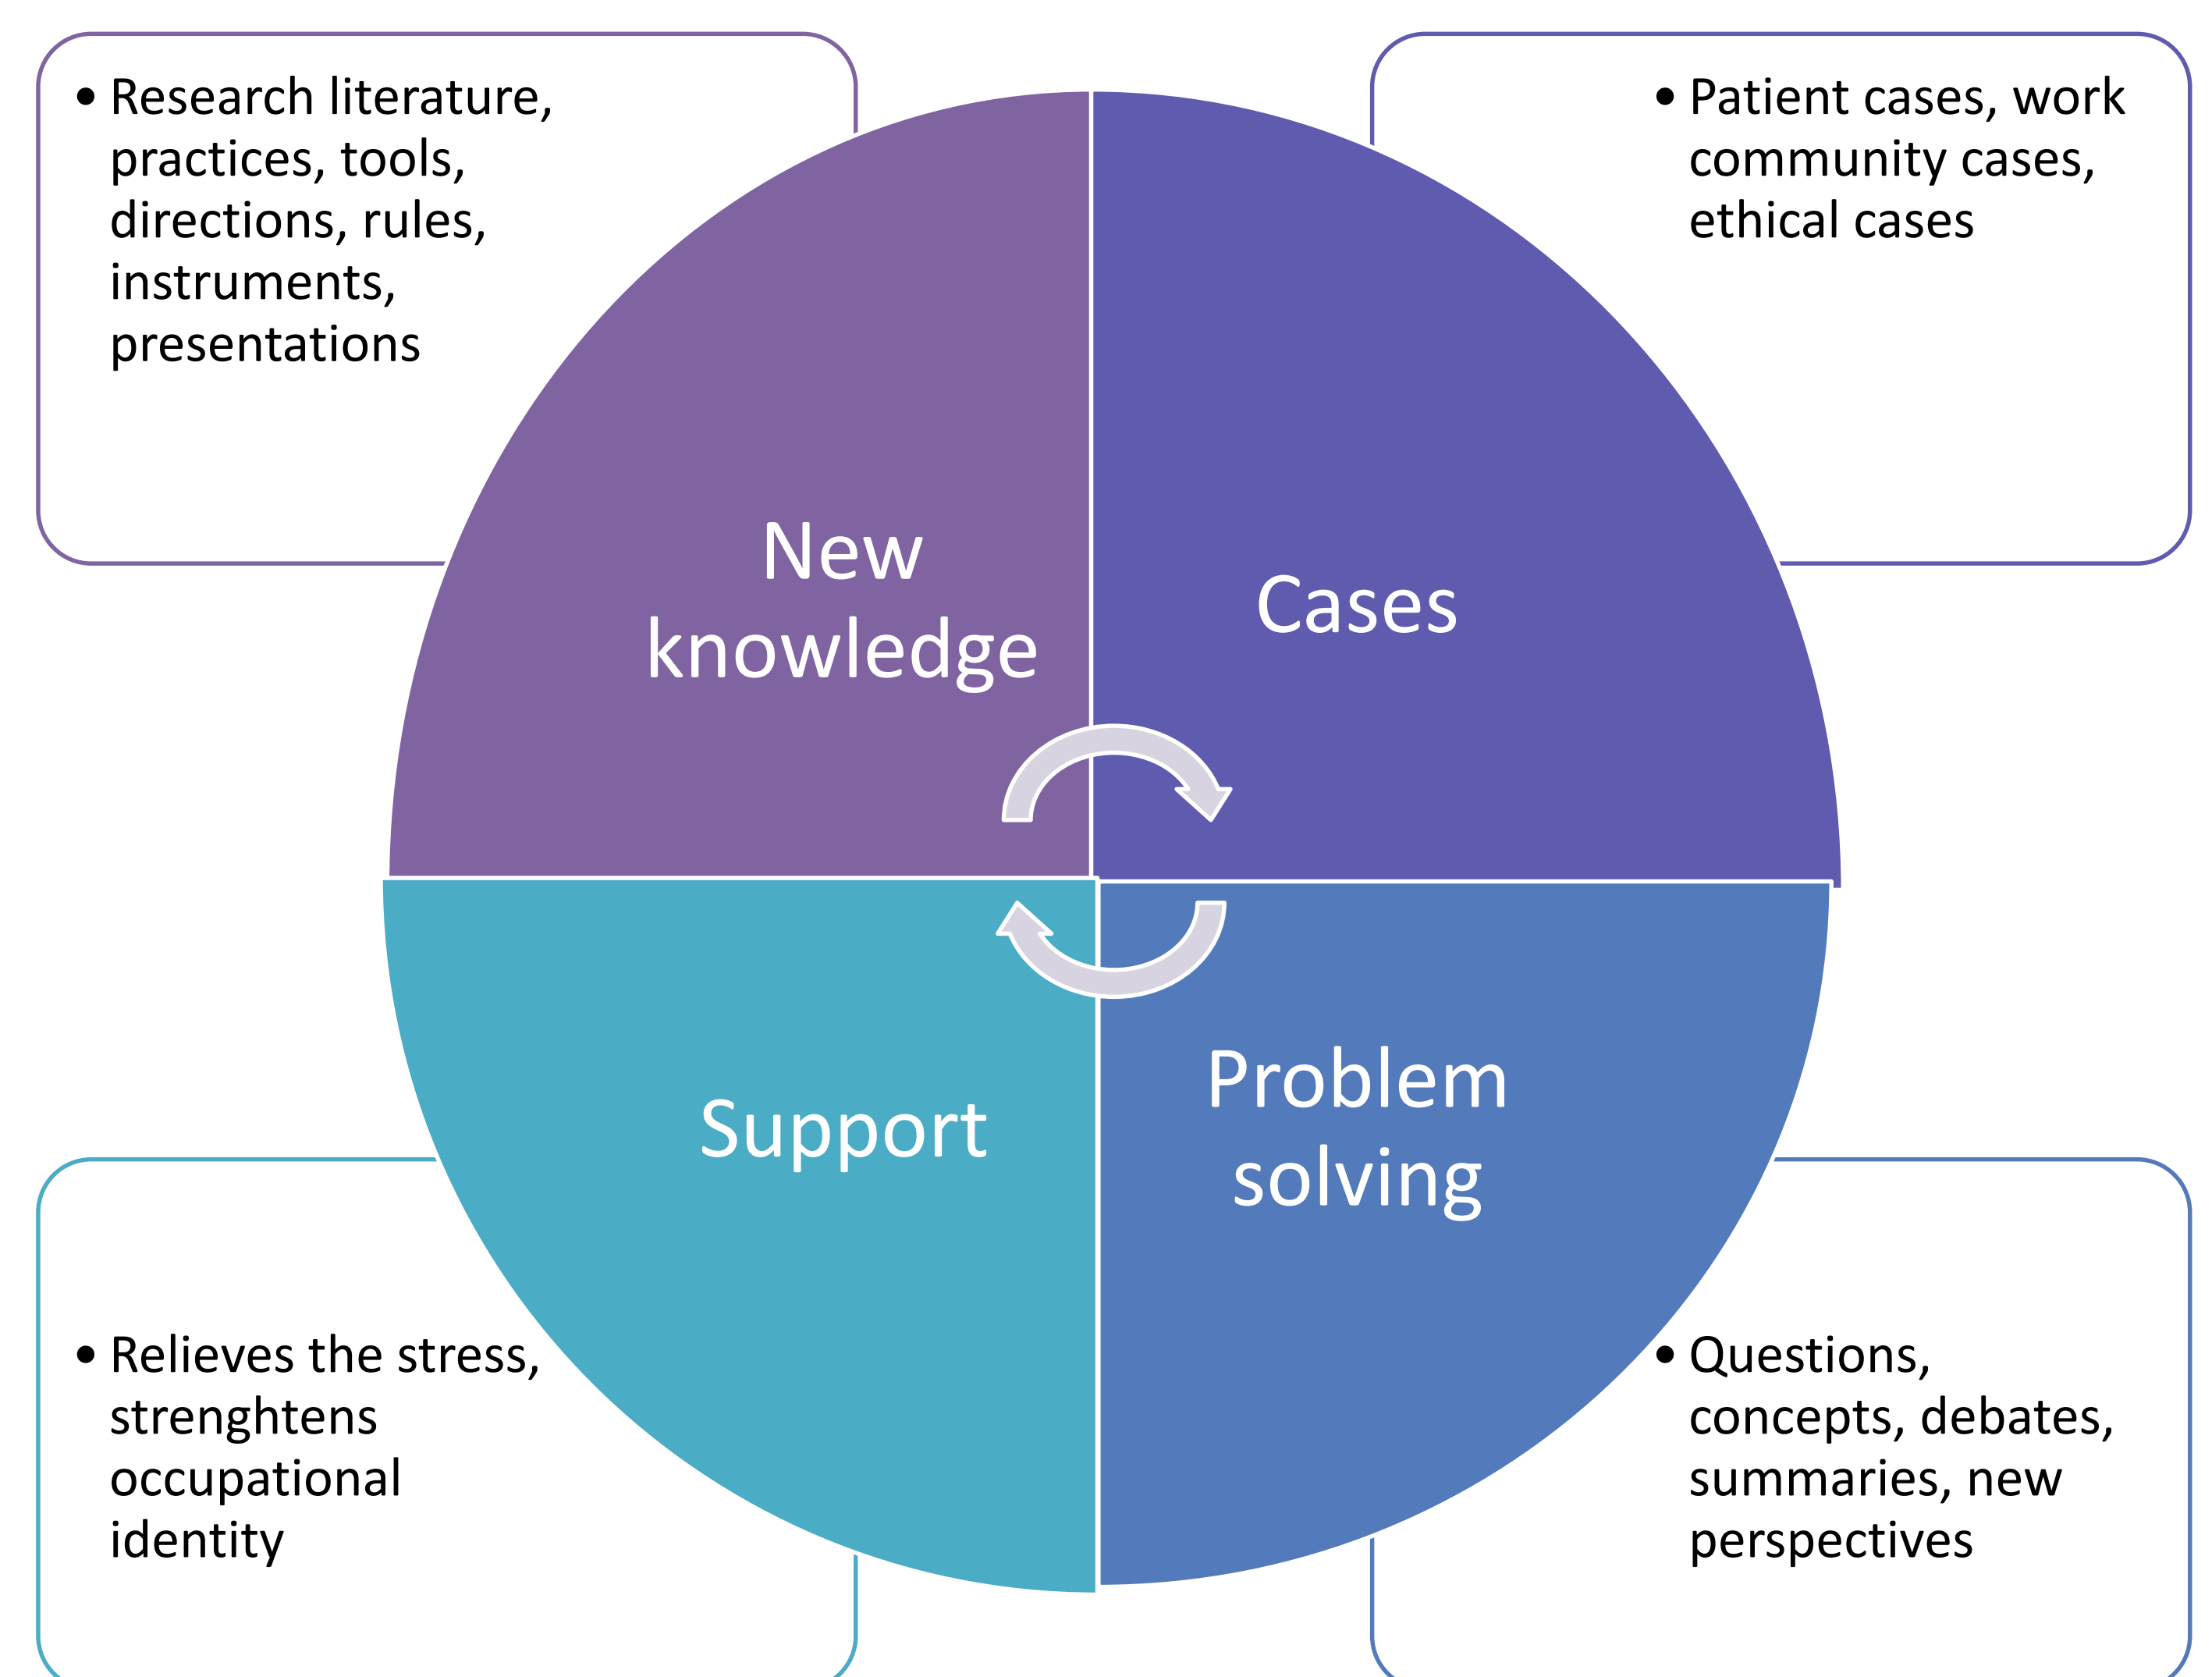 • Research literature,
practices, tools,
directions, rules,
instruments,
presentations
• Patient cases, work
community cases,
ethical cases
New
knowledge
Cases
Support
Problem
solving
• Relieves the stress,
strenghtens
occupational
identity
• Questions,
concepts, debates,
summaries, new
perspectives